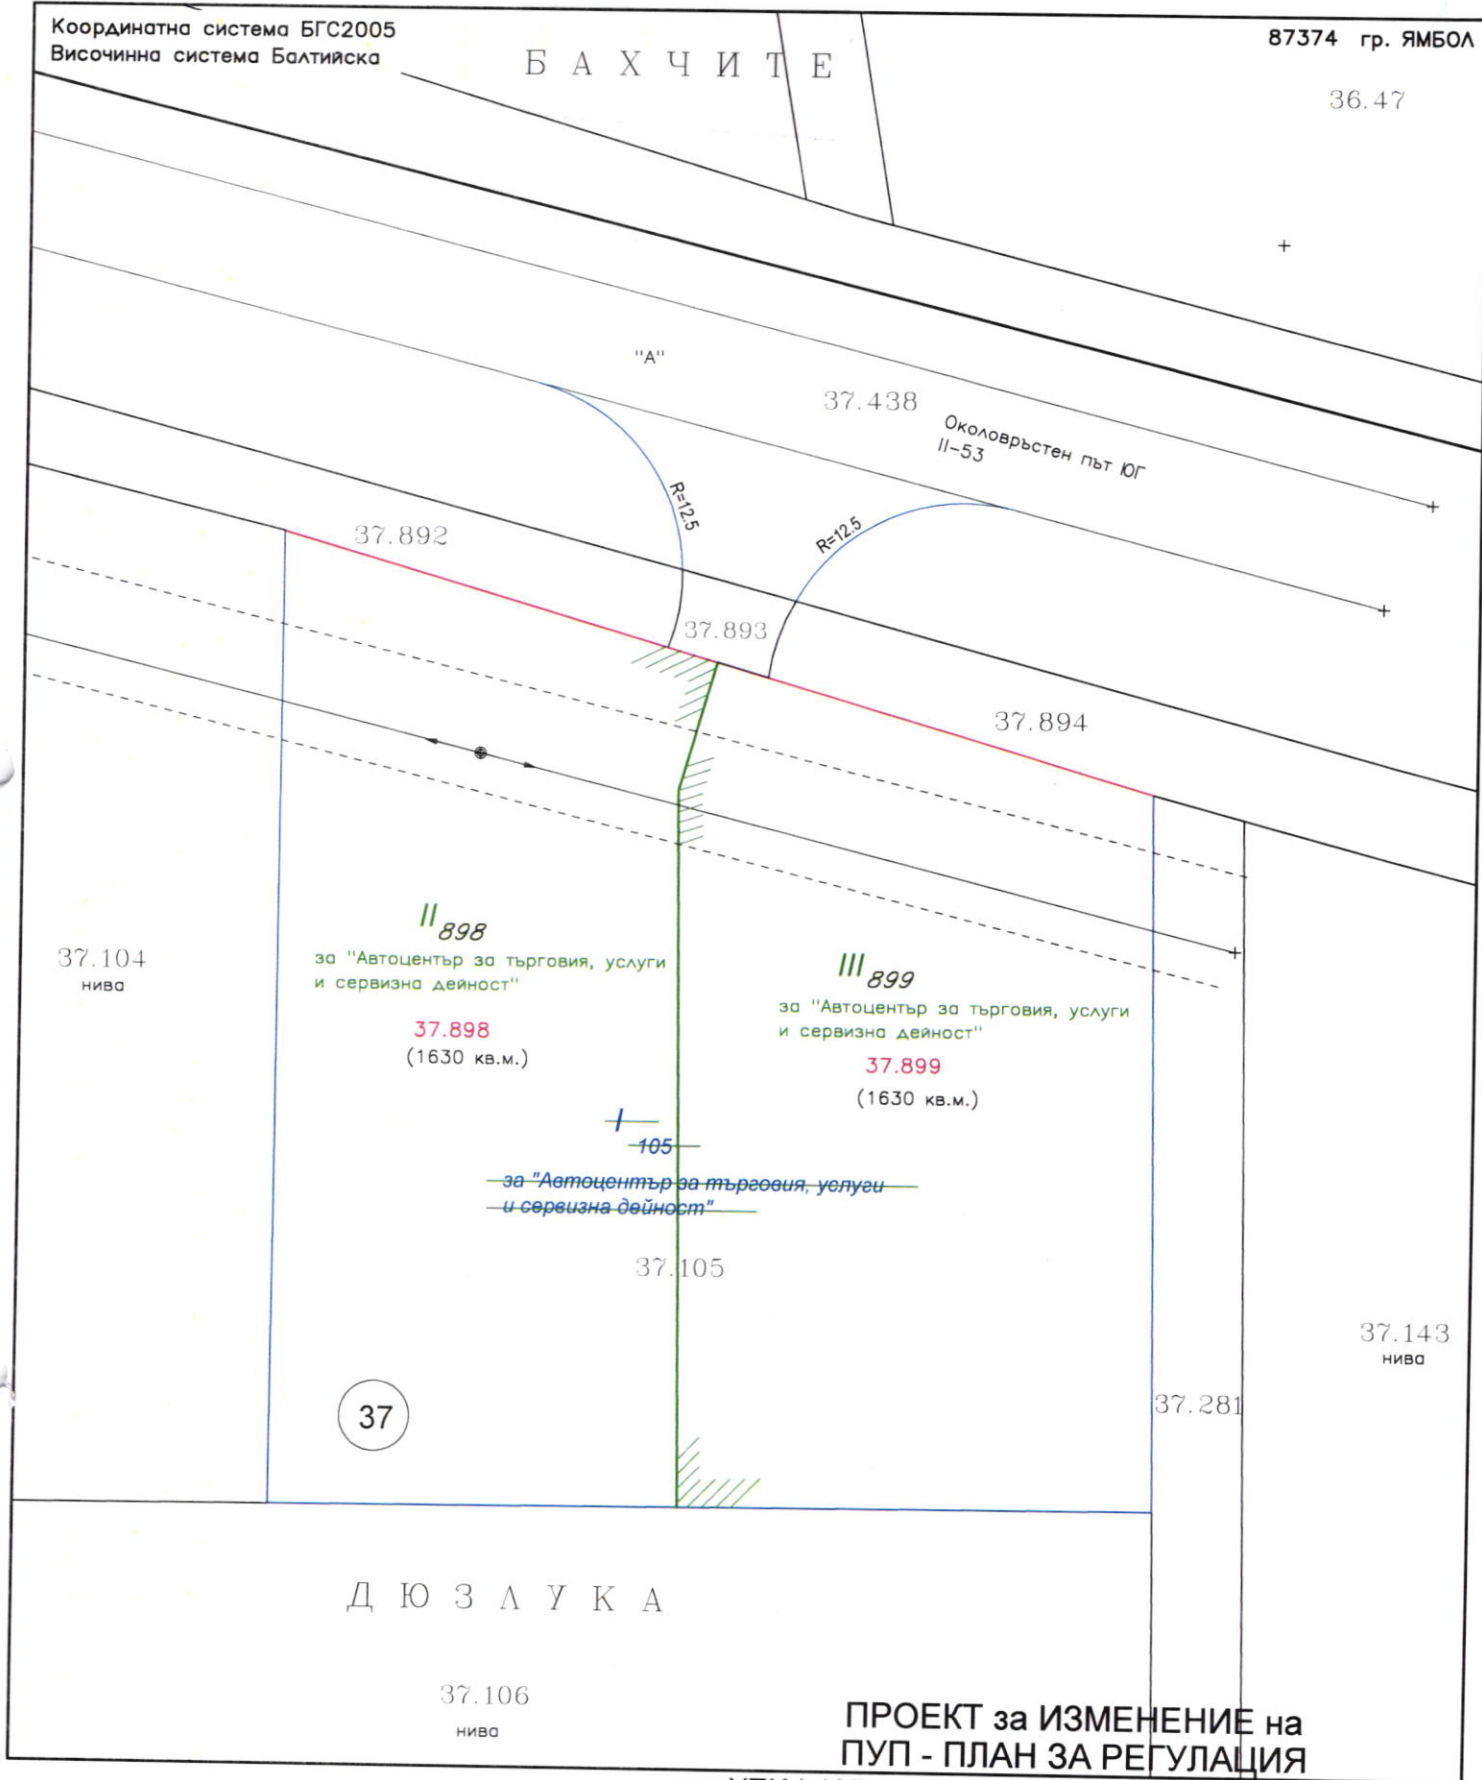 Координатна система БГС2005
Височинна система Балтийска
БАХЧИТЕ
87374 гр. ЯМБОЛ
36.47
"А"
37.438
Околовръстен път ЮГ
II-53
R=12.5
R=12.5
37.892
37.893
37.894
37.104
нива
II 898
за "Автоцентър за търговия, услуги
и сервизна дейност"
37.898
(1630 кв.м.)
III 899
за "Автоцентър за търговия, услуги
и сервизна дейност"
37.899
(1630 кв.м.)
I
105
за "Автоцентър за търговия, услуги
и сервизна дейност"
37.105
37.143
нива
37.281
37
ДЮЗЛУКА
37.106
нива
ПРОЕКТ за ИЗМЕНЕНИЕ на
ПУП - ПЛАН ЗА РЕГУЛАЦИЯ